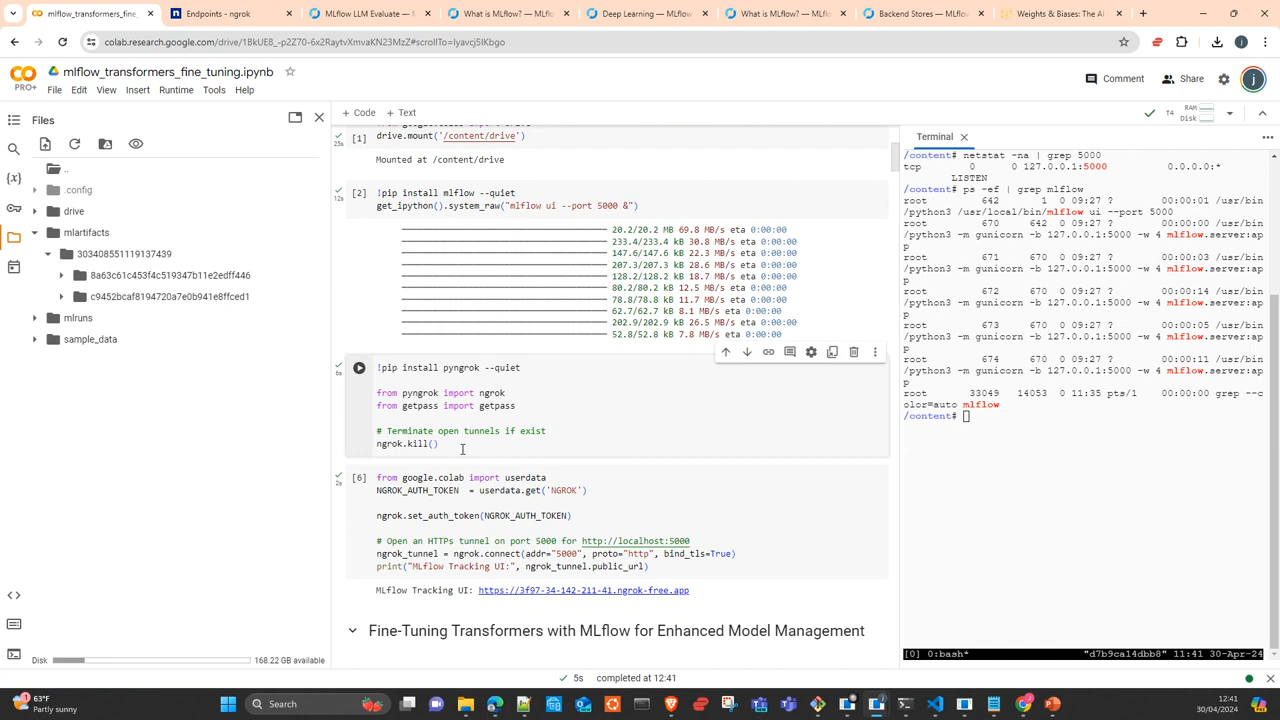 mlflow_transformers_fine_tuning
Endpoints - ngrok
MLflow LLM Evaluate — M
What is MLflow? — MLf
Deep Learning — MLflow
What is MLflow? — MLf
Backend Stores — MLflow
Weights & Biases: The A
colab.research.google.com/drive/1BkUE8_-p2Z70-6x2RaytvXmvaKN23MzZ#scrollTo=Iyavcj5IKbgo
CO
PRO+
mlflow_transformers_fine_tuning.ipynb
File Edit View Insert Runtime Tools Help
Comment
Share
j
Files
+ Code + Text
T4
RAM
Disk
..
.config
drive
mlartifacts
303408551119137439
8a63c61c453f4c519347b11e2edff446
c9452bcaf8194720a7e0b941e8ffced1
mlruns
sample_data
Disk
168.22 GB available
[1]
25s
drive.mount('/content/drive')
Mounted at /content/drive
[2]
12s
!pip install mlflow --quiet
get_ipython().system_raw("mlflow ui --port 5000 &")
20.2/20.2 MB 69.8 MB/s eta 0:00:00
233.4/233.4 kB 30.8 MB/s eta 0:00:00
147.6/147.6 kB 22.3 MB/s eta 0:00:00
207.3/207.3 kB 28.6 MB/s eta 0:00:00
128.2/128.2 kB 18.7 MB/s eta 0:00:00
80.2/80.2 kB 12.5 MB/s eta 0:00:00
78.8/78.8 kB 11.7 MB/s eta 0:00:00
62.7/62.7 kB 8.1 MB/s eta 0:00:00
202.9/202.9 kB 26.5 MB/s eta 0:00:00
52.8/52.8 kB 7.8 MB/s eta 0:00:00
6s
!pip install pyngrok --quiet
from pyngrok import ngrok
from getpass import getpass
# Terminate open tunnels if exist
ngrok.kill()
[6]
2s
from google.colab import userdata
NGROK_AUTH_TOKEN = userdata.get('NGROK')
ngrok.set_auth_token(NGROK_AUTH_TOKEN)
# Open an HTTPs tunnel on port 5000 for http://localhost:5000
ngrok_tunnel = ngrok.connect(addr="5000", proto="http", bind_tls=True)
print("MLflow Tracking UI:", ngrok_tunnel.public_url)
MLflow Tracking UI: https://3f97-34-142-211-41.ngrok-free.app
Fine-Tuning Transformers with MLflow for Enhanced Model Management
Terminal
/content# netstat -na | grep 5000
tcp 0 0 127.0.0.1:5000 0.0.0.0:*
LISTEN
/content# ps -ef | grep mlflow
root 642 1 0 09:27 ? 00:00:01 /usr/bin
/python3 /usr/local/bin/mlflow ui --port 5000
root 670 642 0 09:27 ? 00:00:04 /usr/bin
/python3 -m gunicorn -b 127.0.0.1:5000 -w 4 mlflow.server:ap
p
root 671 670 0 09:27 ? 00:00:03 /usr/bin
/python3 -m gunicorn -b 127.0.0.1:5000 -w 4 mlflow.server:ap
p
root 672 670 0 09:27 ? 00:00:14 /usr/bin
/python3 -m gunicorn -b 127.0.0.1:5000 -w 4 mlflow.server:ap
p
root 673 670 0 09:27 ? 00:00:05 /usr/bin
/python3 -m gunicorn -b 127.0.0.1:5000 -w 4 mlflow.server:ap
p
root 674 670 0 09:27 ? 00:00:11 /usr/bin
/python3 -m gunicorn -b 127.0.0.1:5000 -w 4 mlflow.server:ap
p
root 33049 14053 0 11:35 pts/1 00:00:00 grep --c
olor=auto mlflow
/content#
[0] 0:bash*
"d7b9ca14dbb8" 11:41 30-Apr-24
5s completed at 12:41
63°F
Partly sunny
Search
12:41
30/04/2024